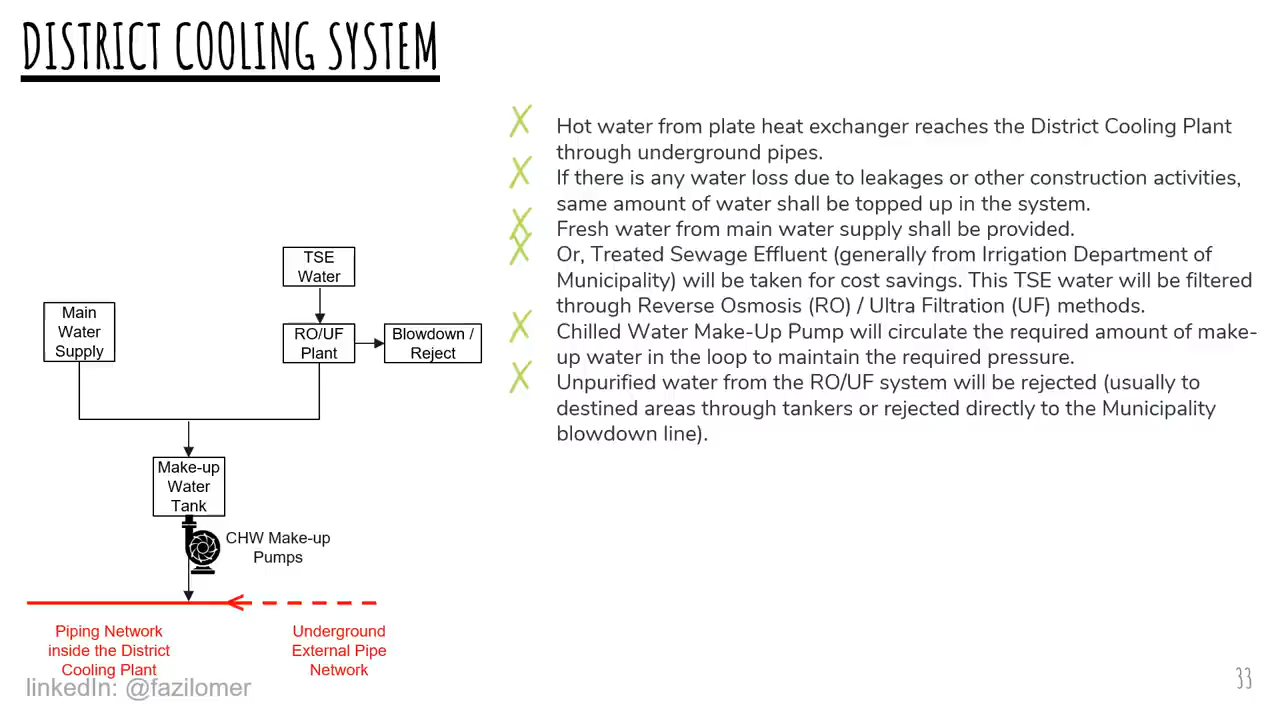 DISTRICT COOLING SYSTEM
Hot water from plate heat exchanger reaches the District Cooling Plant
through underground pipes.
If there is any water loss due to leakages or other construction activities,
same amount of water shall be topped up in the system.
Fresh water from main water supply shall be provided.
Or, Treated Sewage Effluent (generally from Irrigation Department of
Municipality) will be taken for cost savings. This TSE water will be filtered
through Reverse Osmosis (RO) / Ultra Filtration (UF) methods.
Chilled Water Make-Up Pump will circulate the required amount of make-
up water in the loop to maintain the required pressure.
Unpurified water from the RO/UF system will be rejected (usually to
destined areas through tankers or rejected directly to the Municipality
blowdown line).
TSE
Water
Main
Water
Supply
RO/UF
Plant
Blowdown /
Reject
Make-up
Water
Tank
CHW Make-up
Pumps
Piping Network
inside the District
Cooling Plant
Underground
External Pipe
Network
linkedIn: @fazilomer
33